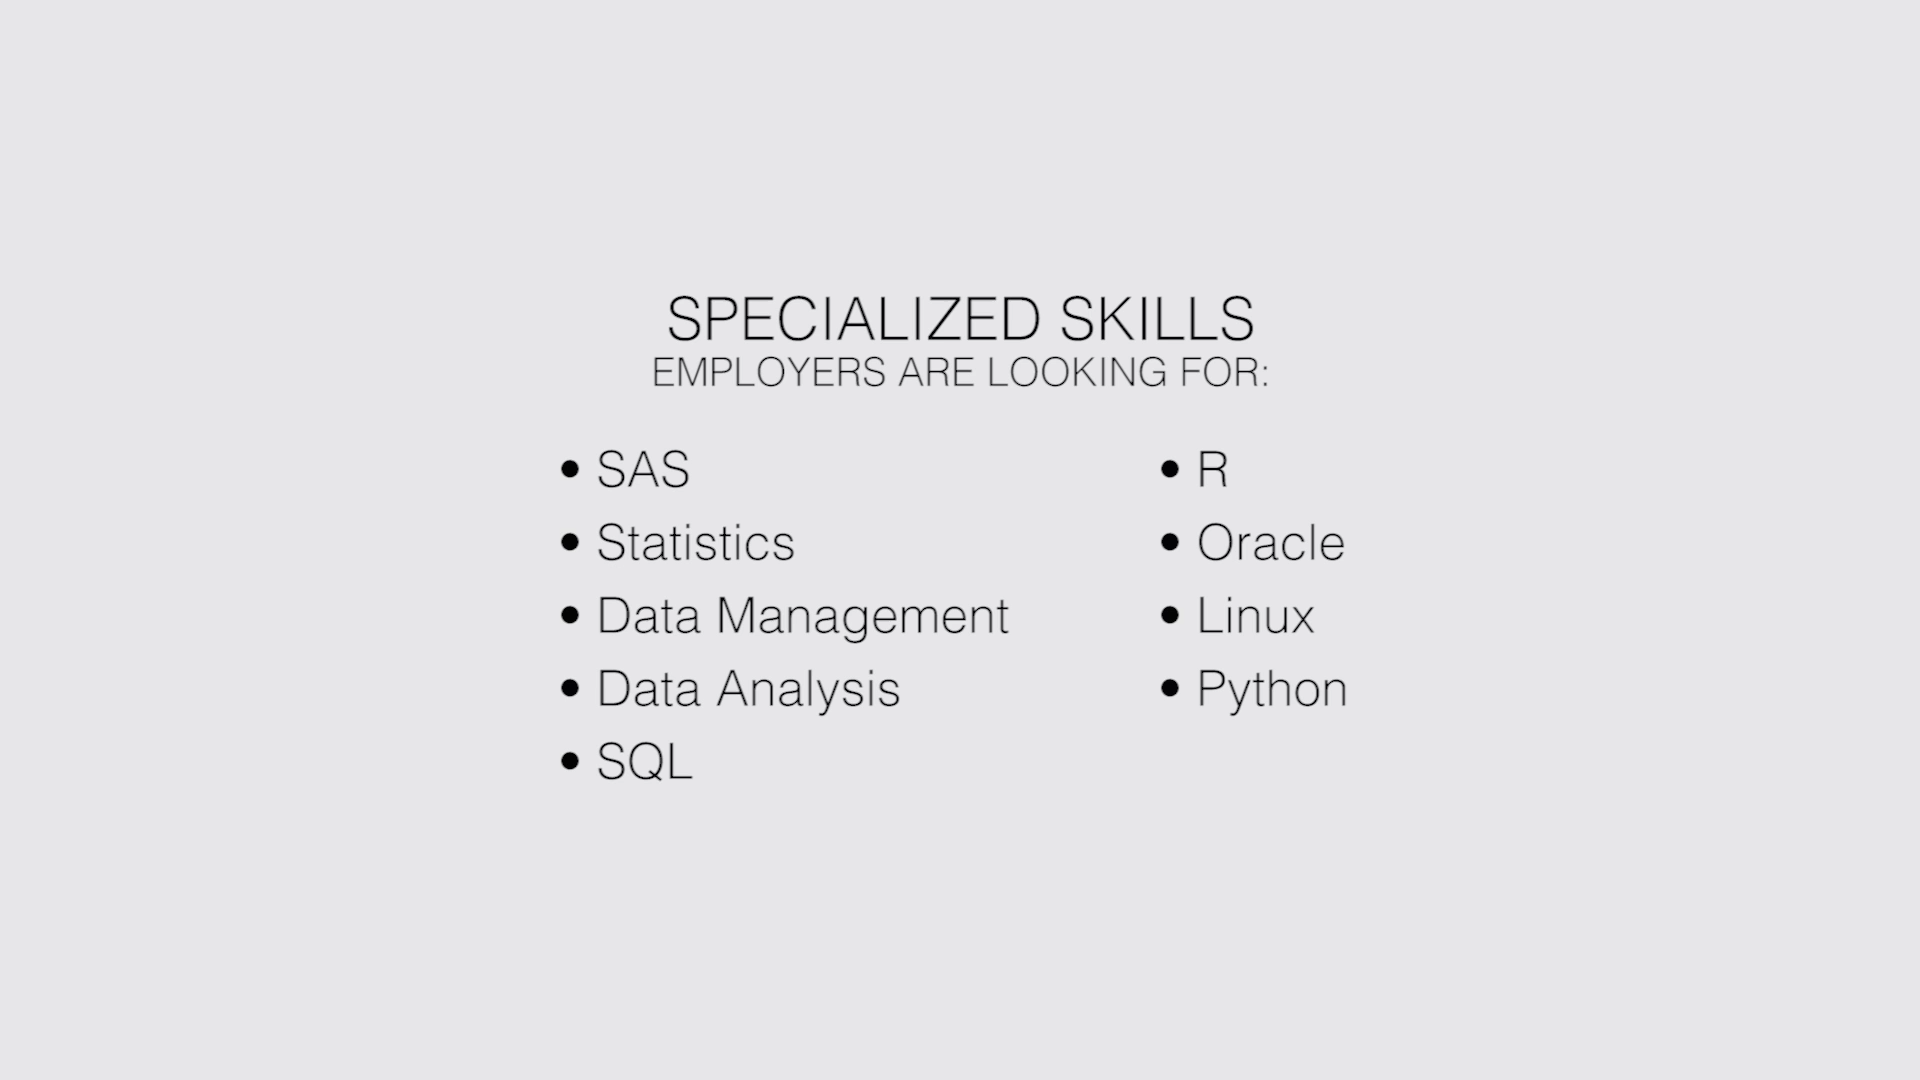 SPECIALIZED SKILLS
EMPLOYERS ARE LOOKING FOR:
• SAS
• Statistics
• Data Management
• Data Analysis
• SQL
• R
• Oracle
• Linux
• Python